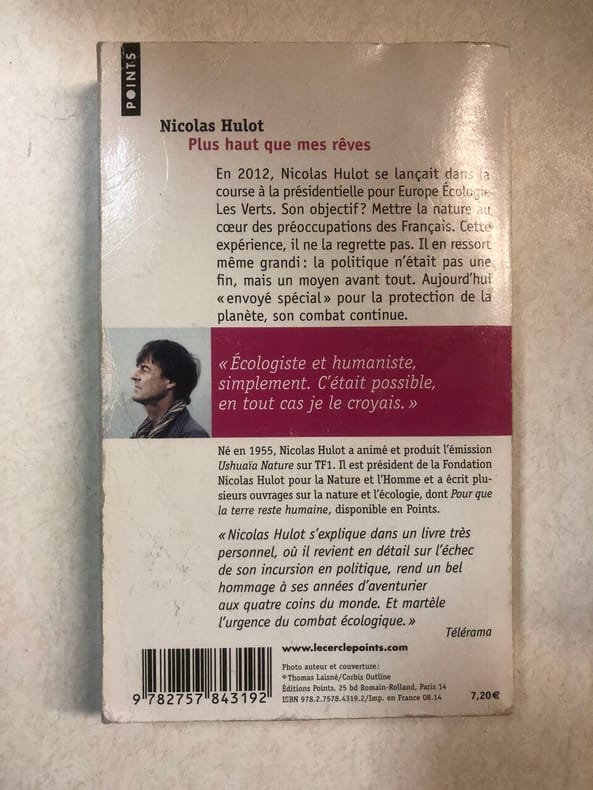 POINTS
Nicolas Hulot
Plus haut que mes rêves
En 2012, Nicolas Hulot se lançait dans la
course à la présidentielle pour Europe Écologie
Les Verts. Son objectif ? Mettre la nature au
cœur des préoccupations des Français. Cette
expérience, il ne la regrette pas. Il en ressort
même grandi : la politique n'était pas une
fin, mais un moyen avant tout. Aujourd'hui
« envoyé spécial » pour la protection de la
planète, son combat continue.
« Écologiste et humaniste,
simplement. C'était possible,
en tout cas je le croyais. »
Né en 1955, Nicolas Hulot a animé et produit l'émission
Ushuaïa Nature sur TF1. Il est président de la Fondation
Nicolas Hulot pour la Nature et l'Homme et a écrit plu-
sieurs ouvrages sur la nature et l'écologie, dont Pour que
la terre reste humaine, disponible en Points.
« Nicolas Hulot s'explique dans un livre très
personnel, où il revient en détail sur l'échec
de son incursion en politique, rend un bel
hommage à ses années d'aventurier
aux quatre coins du monde. Et martèle
l'urgence du combat écologique. »
Télérama
www.lecerclepoints.com
Photo auteur et couverture :
© Thomas Laisné/Corbis Outline
Éditions Points, 25 bd Romain-Rolland, Paris 14
ISBN 978.2.7578.4319.2/Imp. en France 08.14
7,20 €
9 782757 843192